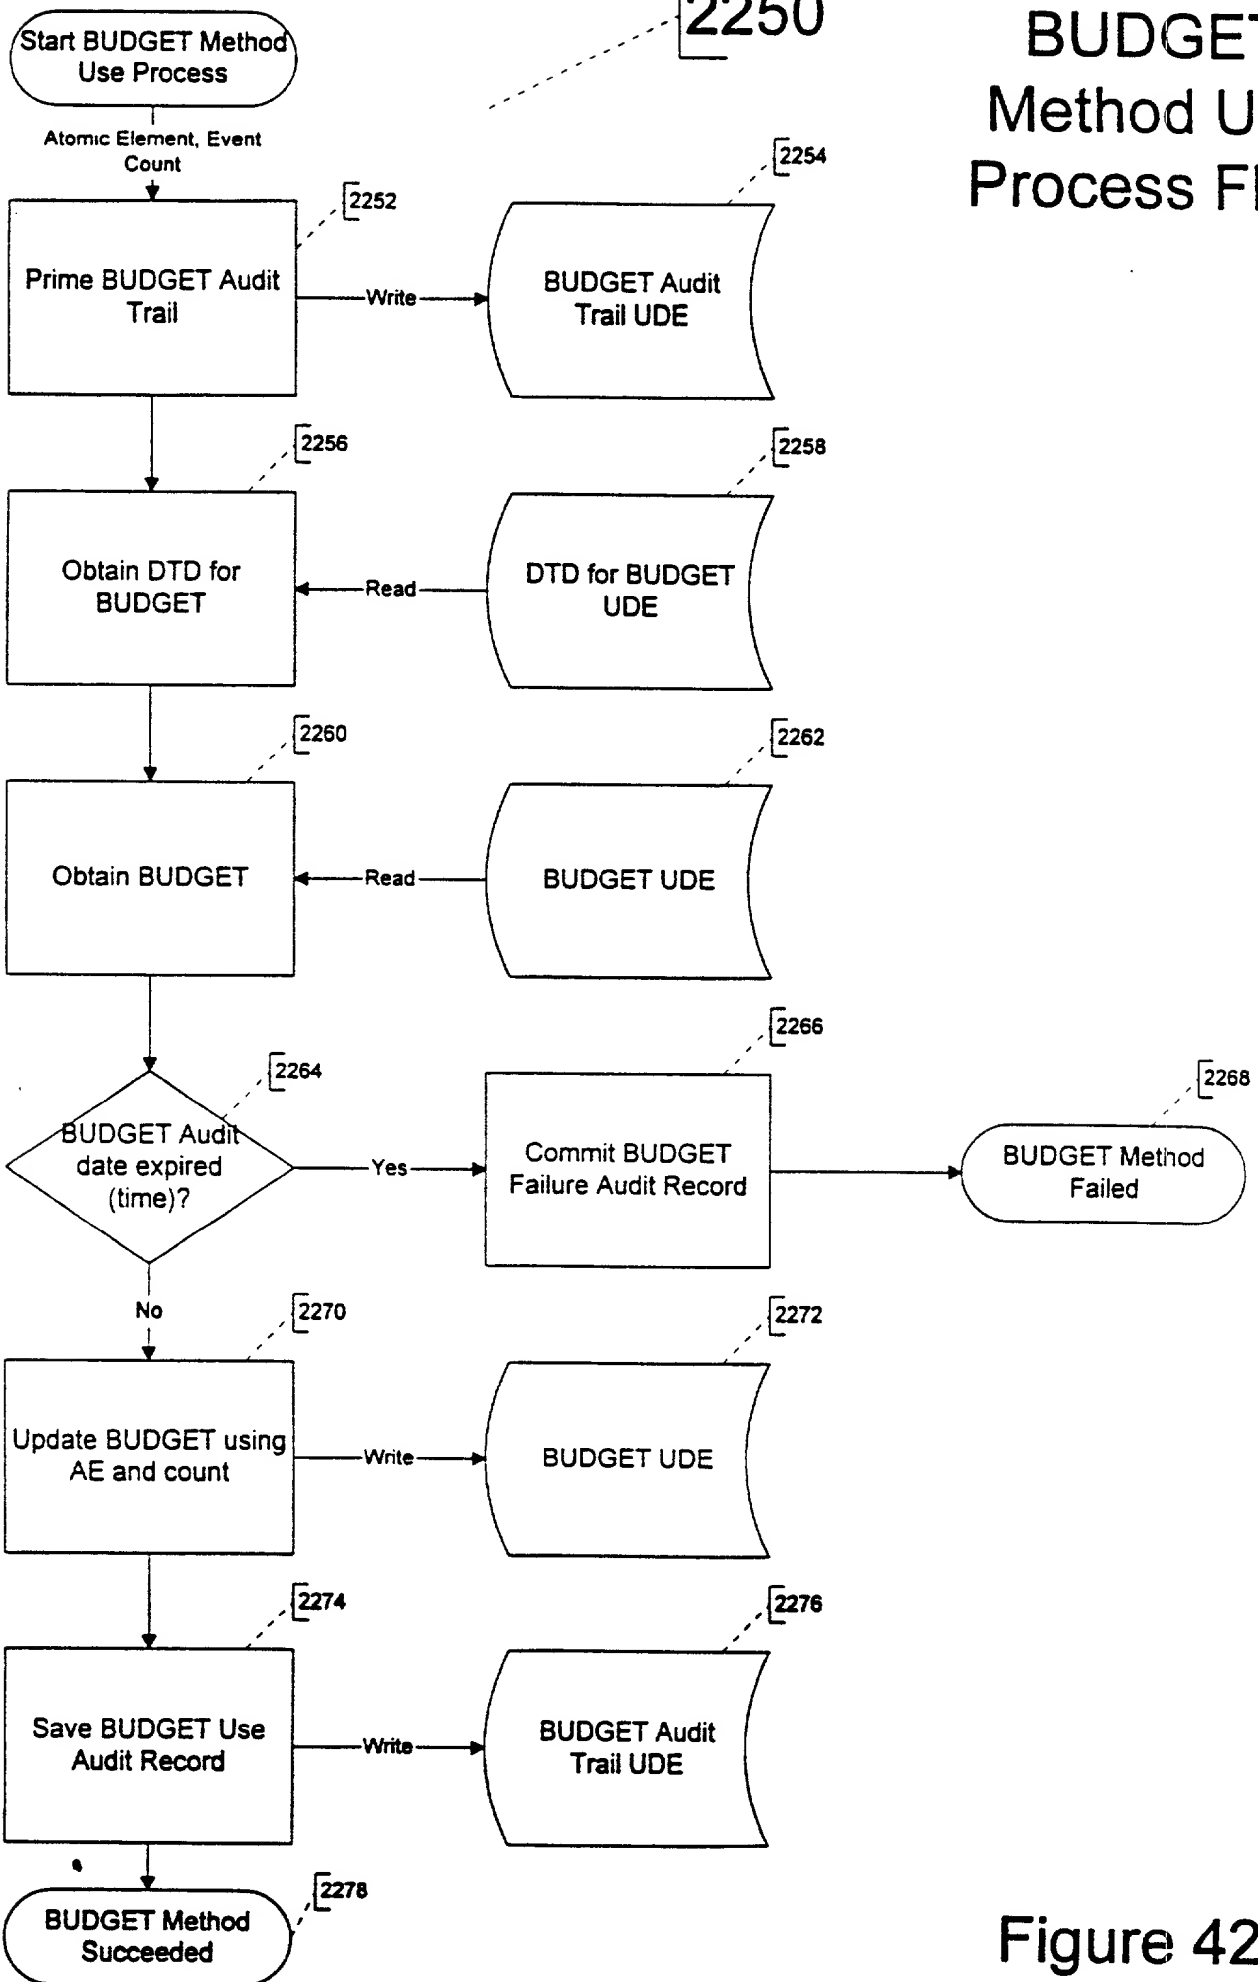 2250
BUDGET
Method U
Process Fl
Start BUDGET Method
Use Process
Atomic Element, Event
Count
2252
2254
Prime BUDGET Audit
Trail
Write
BUDGET Audit
Trail UDE
2256
2258
Obtain DTD for
BUDGET
Read
DTD for BUDGET
UDE
2260
2262
Obtain BUDGET
Read
BUDGET UDE
2264
2266
2268
BUDGET Audit
date expired
(time)?
Yes
Commit BUDGET
Failure Audit Record
BUDGET Method
Failed
No
2270
2272
Update BUDGET using
AE and count
Write
BUDGET UDE
2274
2276
Save BUDGET Use
Audit Record
Write
BUDGET Audit
Trail UDE
2278
BUDGET Method
Succeeded
Figure 42